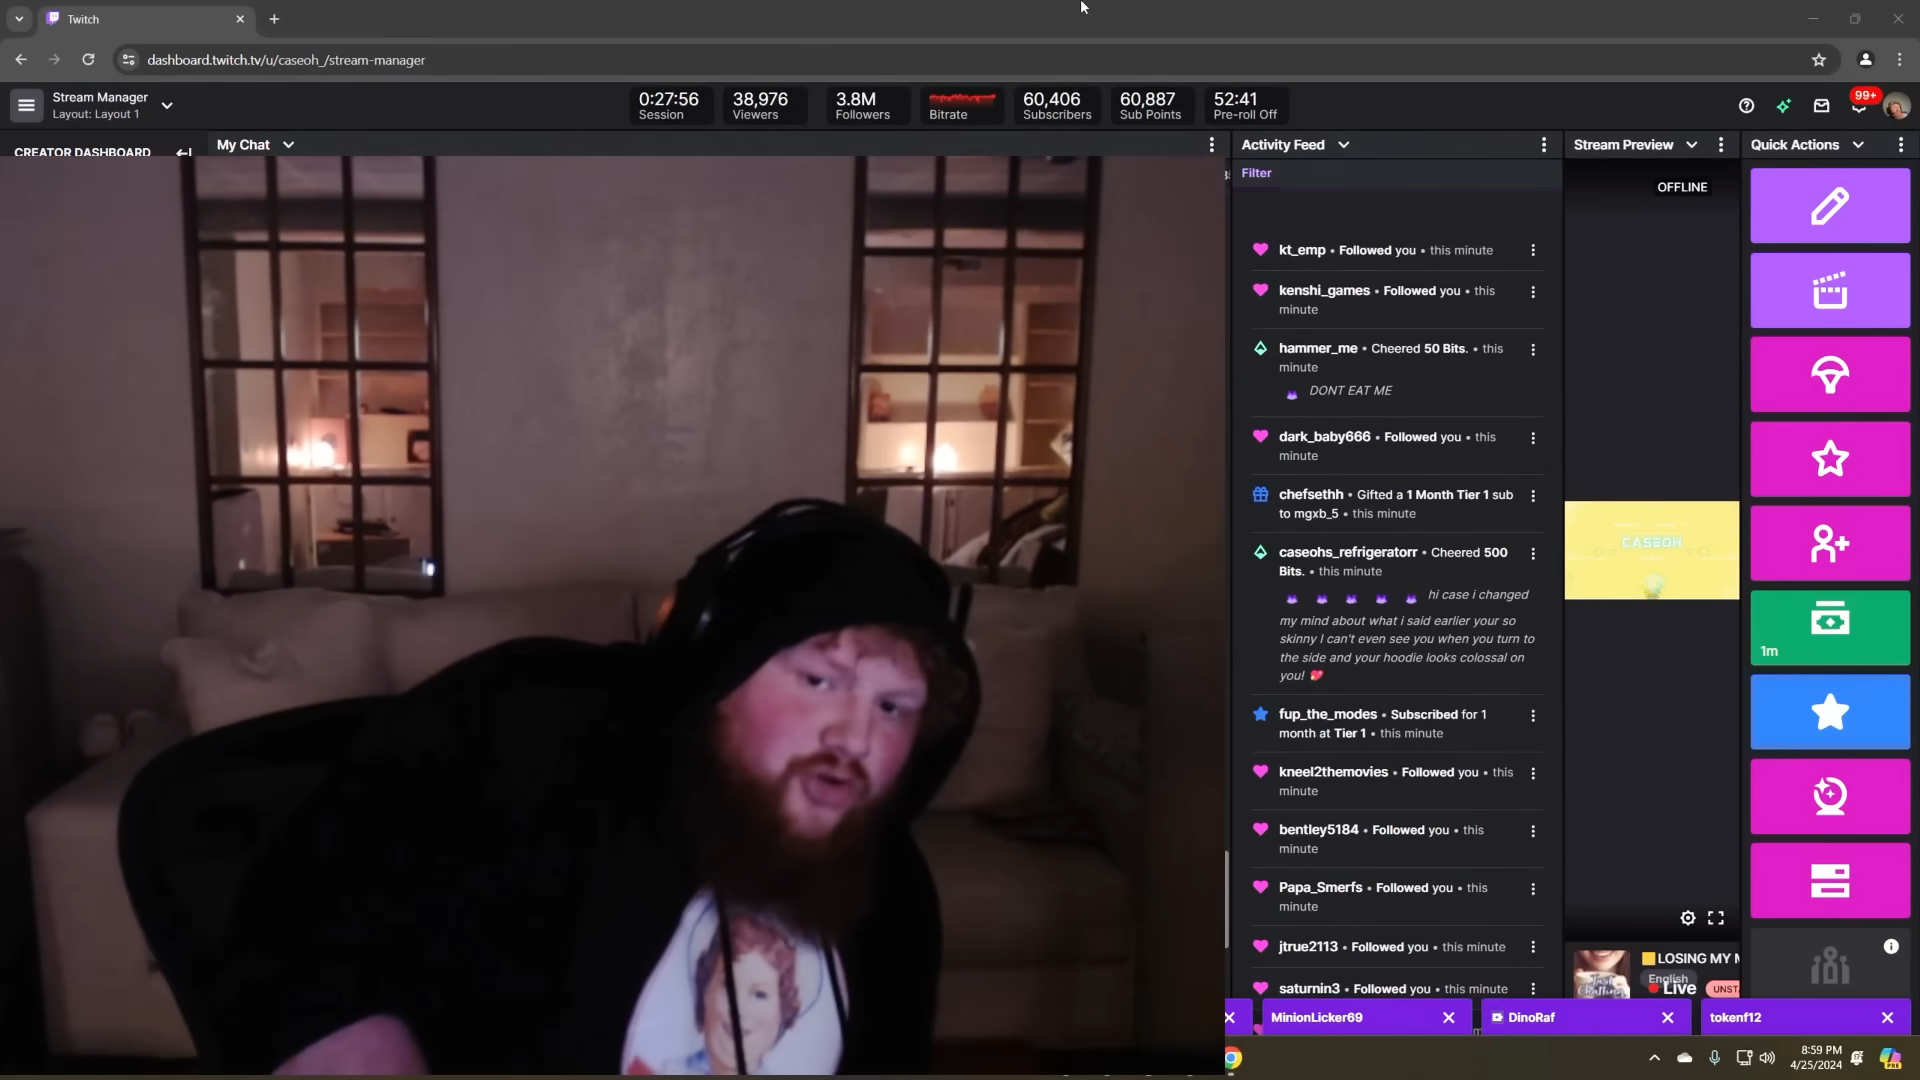 Twitch
dashboard.twitch.tv/u/caseoh_/stream-manager
Stream Manager
Layout: Layout 1
0:27:56
Session
38,976
Viewers
3.8M
Followers
Bitrate
60,406
Subscribers
60,887
Sub Points
52:41
Pre-roll Off
99+
CREATOR DASHBOARD
My Chat
Activity Feed
Filter
kt_emp • Followed you • this minute
kenshi_games • Followed you • this
minute
hammer_me • Cheered 50 Bits. • this
minute
DONT EAT ME
dark_baby666 • Followed you • this
minute
chefsethh • Gifted a 1 Month Tier 1 sub
to mgxb_5 • this minute
caseohs_refrigeratorr • Cheered 500
Bits. • this minute
hi case i changed
my mind about what i said earlier your so
skinny I can't even see you when you turn to
the side and your hoodie looks colossal on
you!
fup_the_modes • Subscribed for 1
month at Tier 1 • this minute
kneel2themovies • Followed you • this
minute
bentley5184 • Followed you • this
minute
Papa_Smerfs • Followed you • this
minute
jtrue2113 • Followed you • this minute
saturnin3 • Followed you • this minute
Stream Preview
OFFLINE
CASEOH
LOSING MY
English
Live
UNST
Just
Chatting
Quick Actions
1m
MinionLicker69
DinoRaf
tokenf12
8:59 PM
4/25/2024
PRE